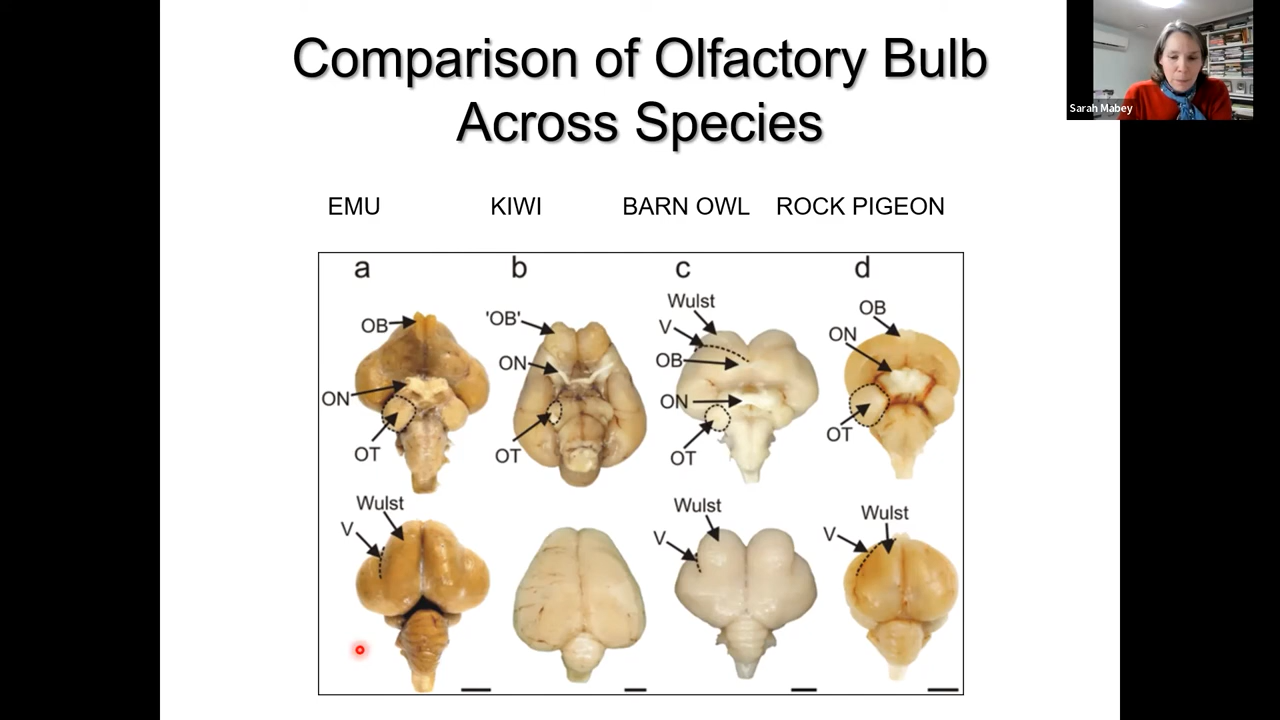 Comparison of Olfactory Bulb
Across Species
Sarah Mabey
EMU KIWI BARN OWL ROCK PIGEON
a b c d
OB
ON
OT
'OB'
ON
OT
Wulst
V
OB
ON
OT
OB
ON
OT
Wulst
V
Wulst
V
Wulst
V